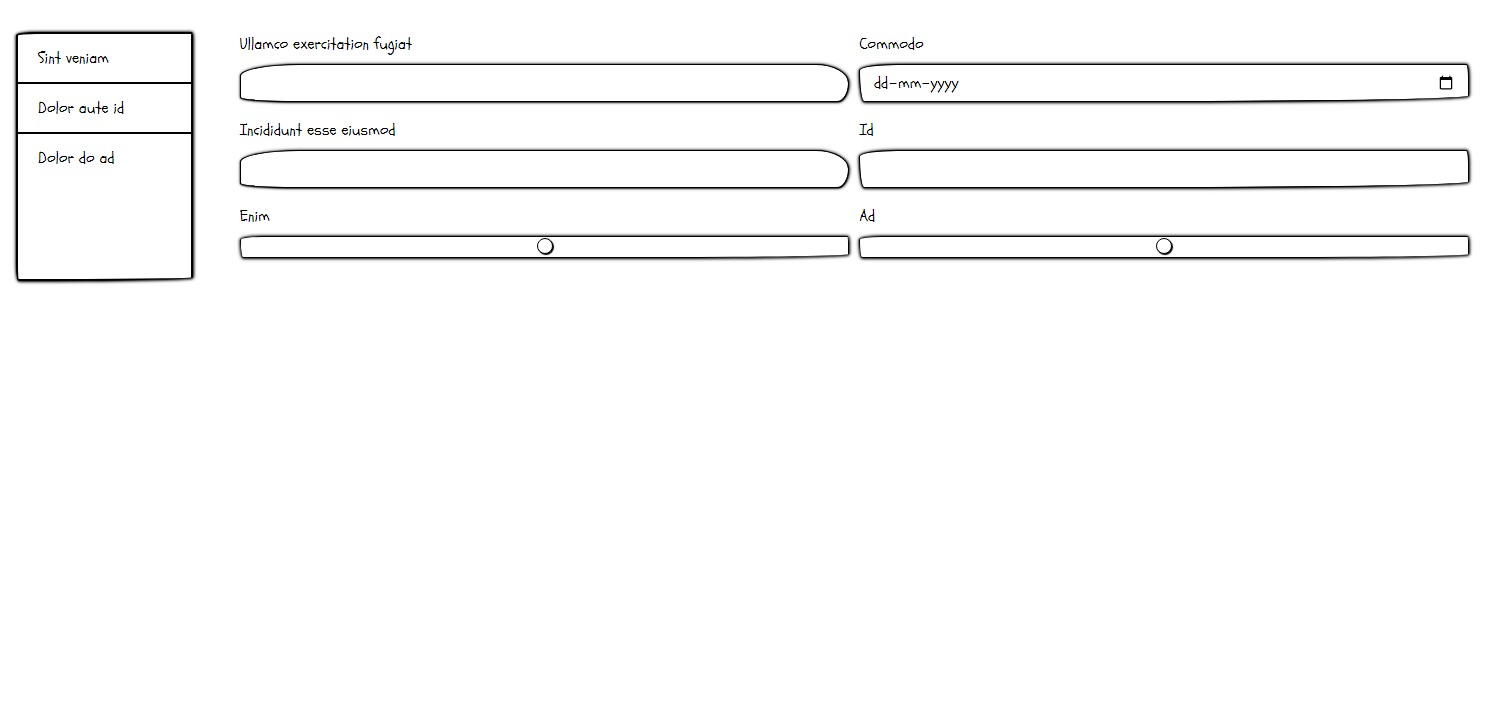 Sint veniam
Dolor aute id
Dolor do ad
Ullamco exercitation fugiat
Commodo
dd-mm-yyyy
Incididunt esse eiusmod
Id
Enim
Ad